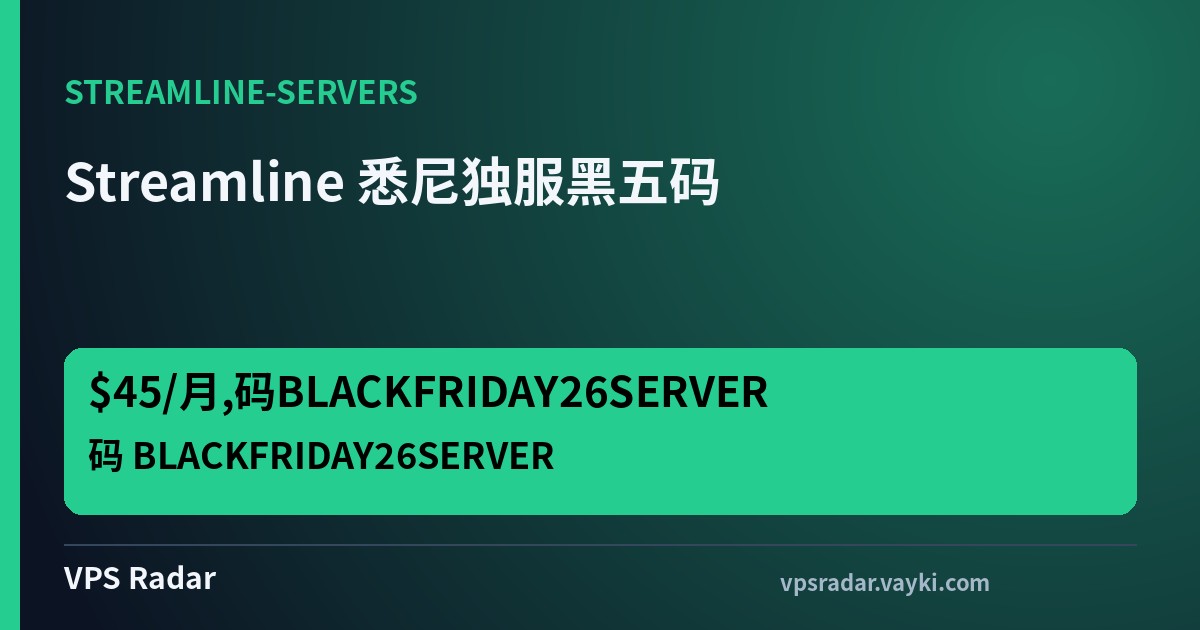 STREAMLINE-SERVERS
Streamline 悉尼独服黑五码
$45/月,码BLACKFRIDAY26SERVER
码 BLACKFRIDAY26SERVER
VPS Radar
vpsradar.vayki.com